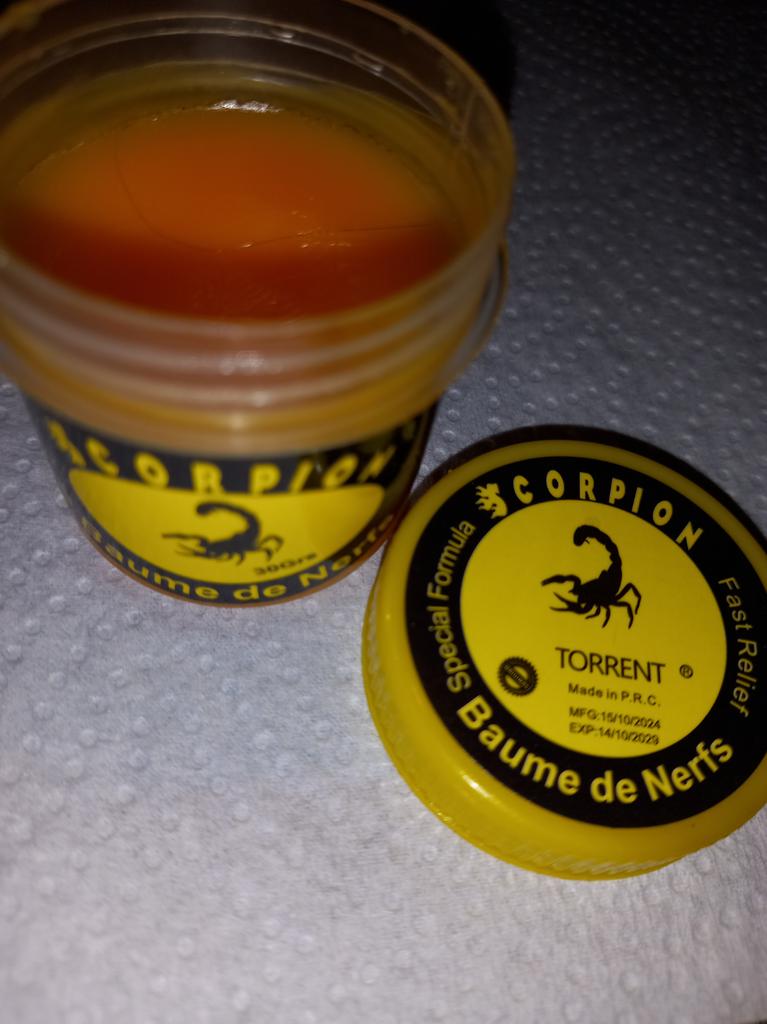 SCORPION
30Grs
Baume de Nerfs
SCORPION
Special Formula
Fast Relief
TORRENT ®
Made in P.R.C.
MFG:15/10/2024
EXP:14/10/2029
Baume de Nerfs